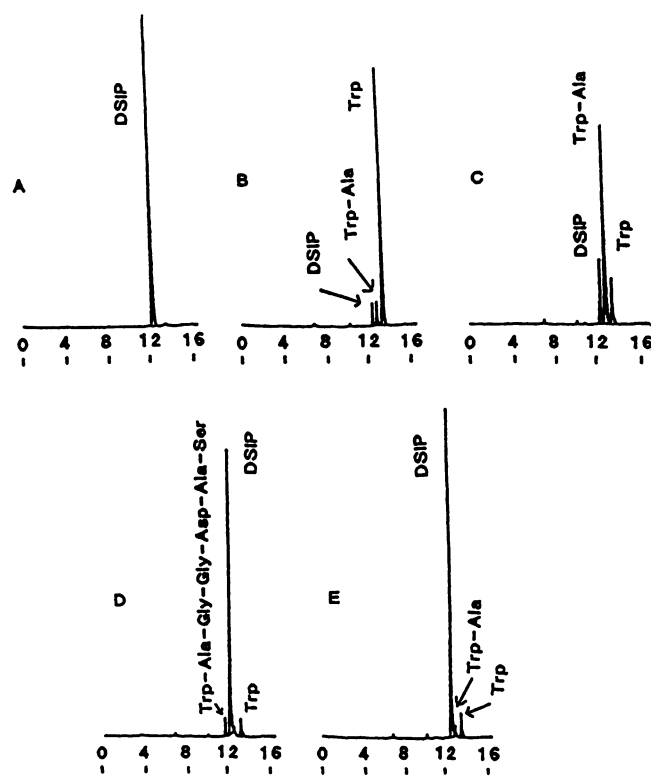 DSIP
A
0 4 8 12 16
Trp
Trp-Ala
DSIP
B
0 4 8 12 16
Trp-Ala
DSIP
Trp
C
0 4 8 12 16
Trp-Ala-Gly-Gly-Asp-Ala-Ser
DSIP
Trp
D
0 4 8 12 16
DSIP
Trp-Ala
Trp
E
0 4 8 12 16